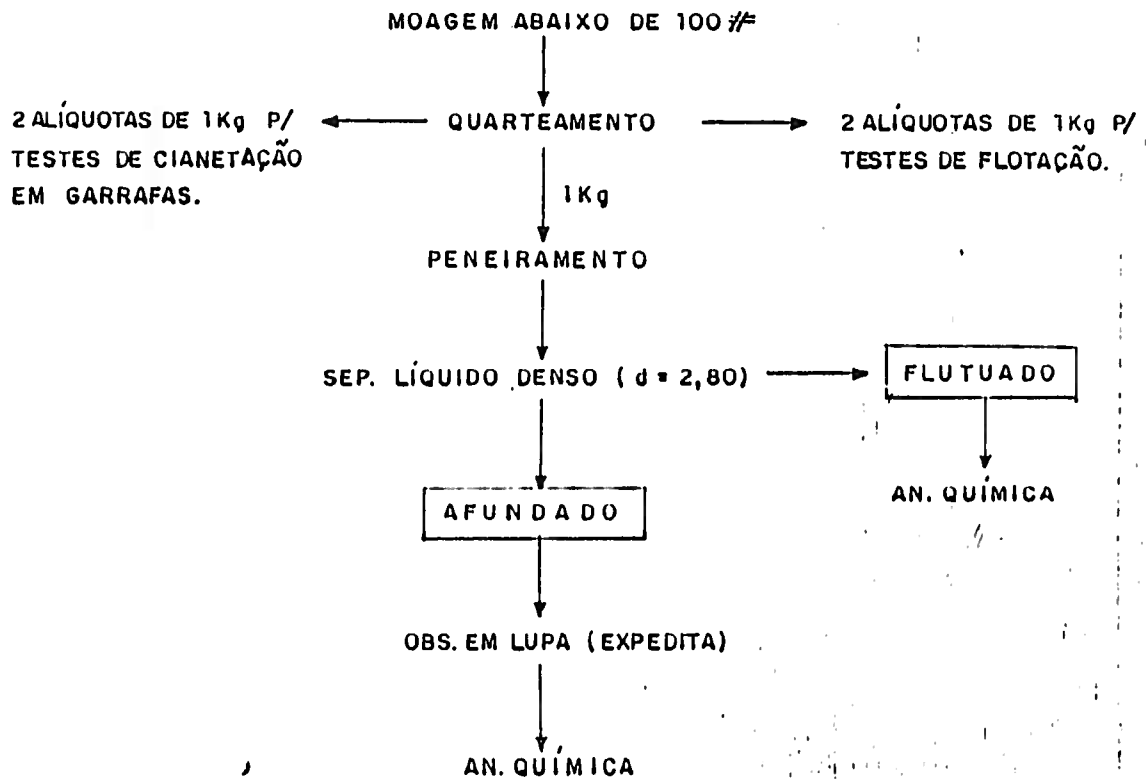 MOAGEM ABAIXO DE 100 #
2 ALÍQUOTAS DE 1Kg P/
TESTES DE CIANETAÇÃO
EM GARRAFAS.
QUARTEAMENTO
2 ALÍQUOTAS DE 1Kg P/
TESTES DE FLOTAÇÃO.
1Kg
PENEIRAMENTO
SEP. LÍQUIDO DENSO (d = 2,80)
FLUTUADO
AN. QUÍMICA
AFUNDADO
OBS. EM LUPA (EXPEDITA)
AN. QUÍMICA